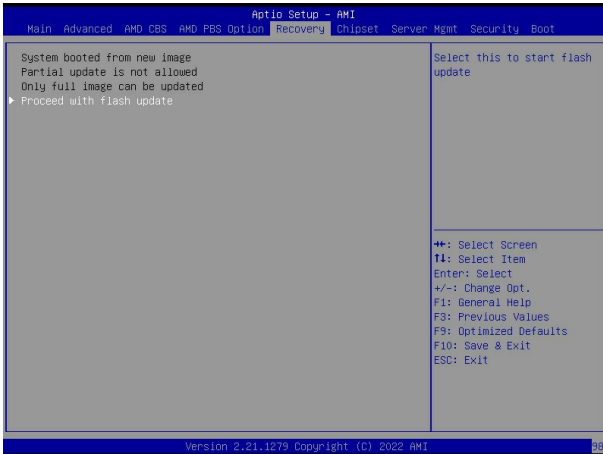 Aptio Setup - AMI
Main Advanced AMD CBS AMD PBS Option Recovery Chipset Server Mgmt Security Boot
System booted from new image
Partial update is not allowed
Only full image can be updated
▶ Proceed with flash update
Select this to start flash
update
→←: Select Screen
↑↓: Select Item
Enter: Select
+/-: Change Opt.
F1: General Help
F3: Previous Values
F9: Optimized Defaults
F10: Save & Exit
ESC: Exit
Version 2.21.1279 Copyright (C) 2022 AMI
98